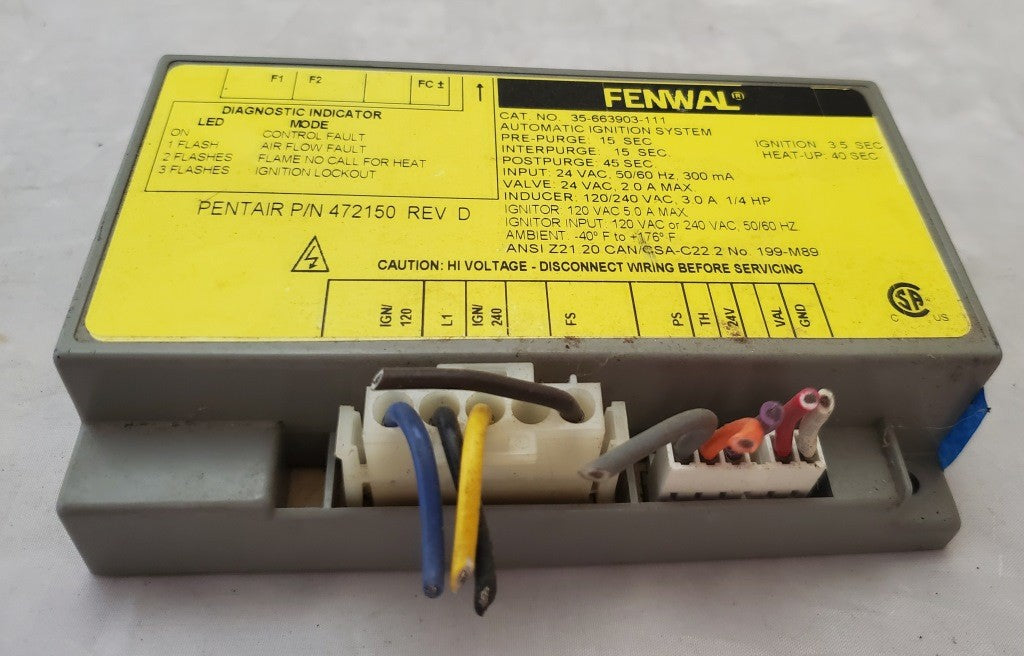 F1 F2 FC ± ↑
DIAGNOSTIC INDICATOR
LED MODE
ON CONTROL FAULT
1 FLASH AIR FLOW FAULT
2 FLASHES FLAME NO CALL FOR HEAT
3 FLASHES IGNITION LOCKOUT
PENTAIR P/N 472150 REV D
FENWAL®
CAT. NO. 35-663903-111
AUTOMATIC IGNITION SYSTEM
PRE-PURGE: 15 SEC IGNITION 3.5 SEC
INTERPURGE: 15 SEC. HEAT-UP: 40 SEC
POSTPURGE: 45 SEC.
INPUT: 24 VAC, 50/60 Hz, 300 mA
VALVE: 24 VAC, 2.0 A MAX.
INDUCER: 120/240 VAC, 3.0 A 1/4 HP
IGNITOR: 120 VAC 5.0 A MAX.
IGNITOR INPUT: 120 VAC or 240 VAC, 50/60 HZ
AMBIENT -40° F to +176° F
ANSI Z21.20 CAN/CSA-C22.2 No. 199-M89
CAUTION: HI VOLTAGE - DISCONNECT WIRING BEFORE SERVICING
IGN/120 L1 IGN/240 FS PS TH 24V VAL GND
C US